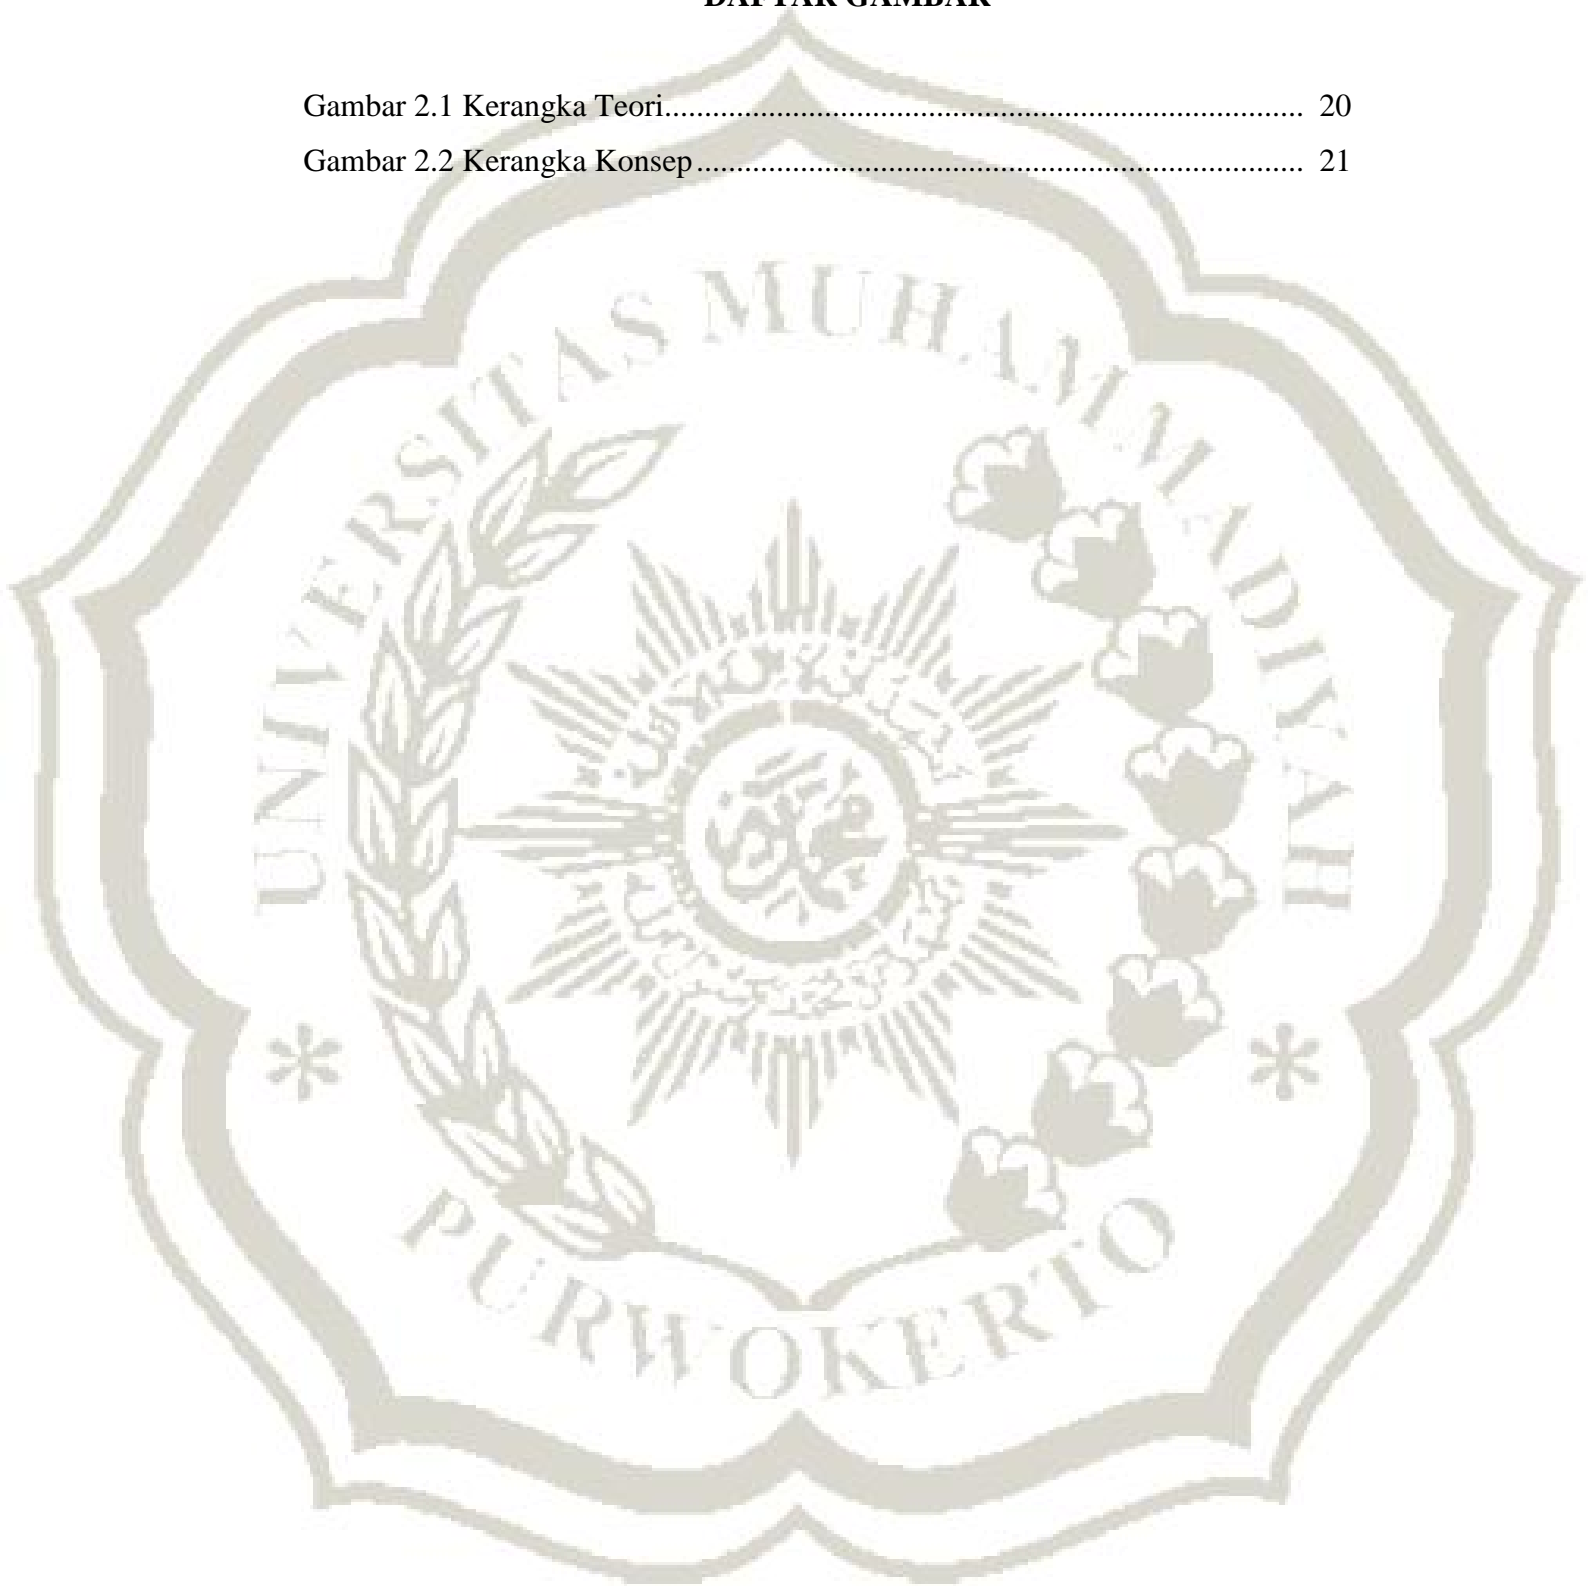 DAFTAR GAMBAR
Gambar 2.1 Kerangka Teori................................................................................ 20
Gambar 2.2 Kerangka Konsep............................................................................ 21
UNIVERSITAS MUHAMMADIYAH
PURWOKERTO